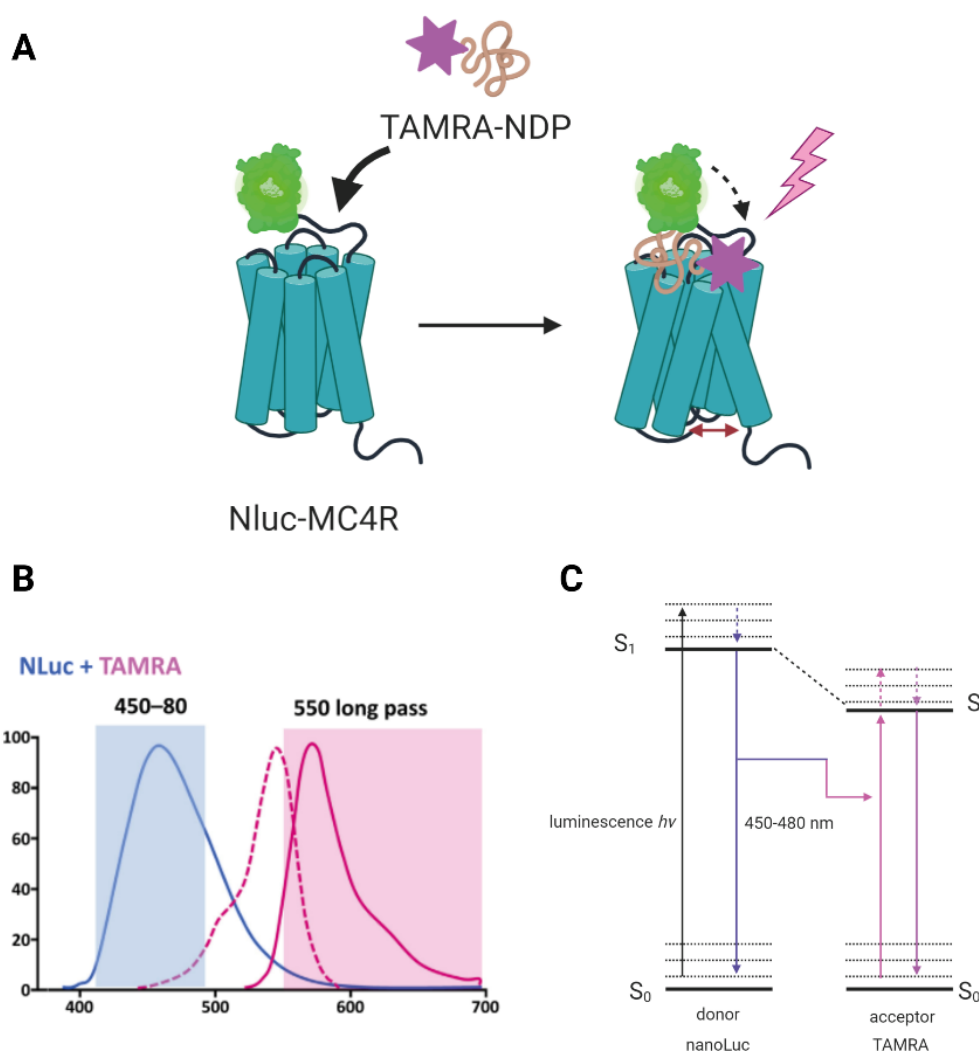 A
TAMRA-NDP
Nluc-MC4R
B
NLuc + TAMRA
450–80
550 long pass
100
80
60
40
20
0
400
500
600
700
C
S₁
S
luminescence hv
450-480 nm
S₀
S₀
donor
acceptor
nanoLuc
TAMRA